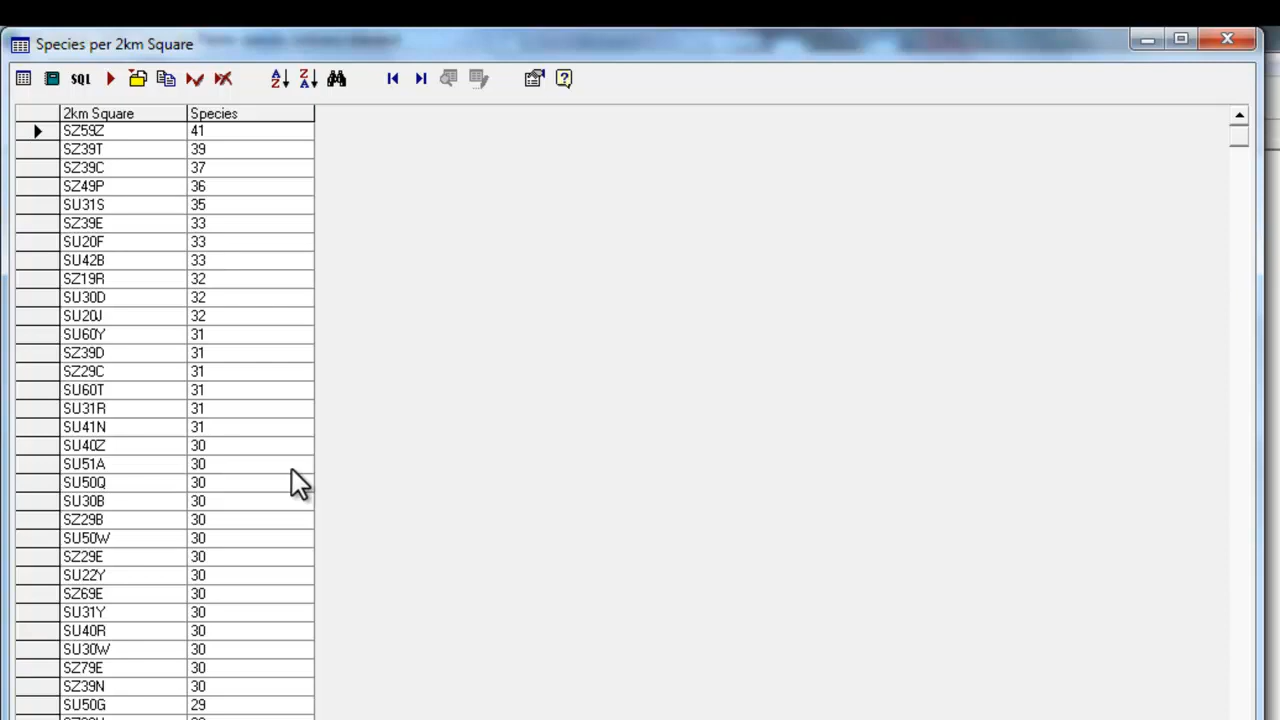 Species per 2km Square
SQL
A Z Z A
2km Square Species
SZ59Z 41
SZ39T 39
SZ39C 37
SZ49P 36
SU31S 35
SZ39E 33
SU20F 33
SU42B 33
SZ19R 32
SU30D 32
SU20J 32
SU60Y 31
SZ39D 31
SZ29C 31
SU60T 31
SU31R 31
SU41N 31
SU40Z 30
SU51A 30
SU50Q 30
SU30B 30
SZ29B 30
SU50W 30
SZ29E 30
SU22Y 30
SZ69E 30
SU31Y 30
SU40R 30
SU30W 30
SZ79E 30
SZ39N 30
SU50G 29